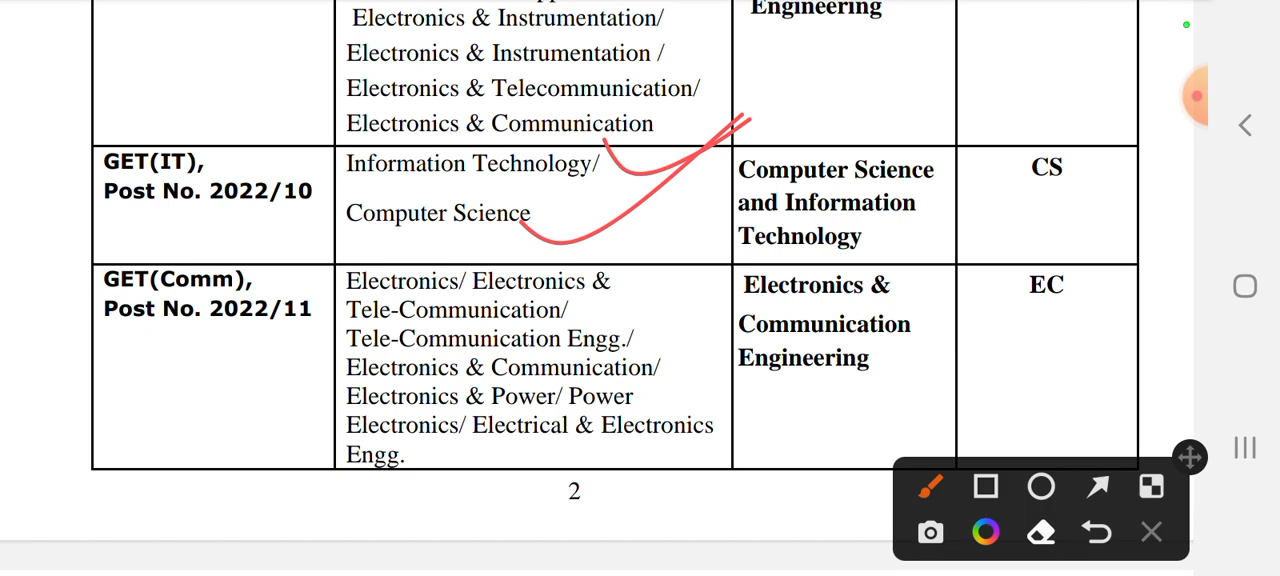 Electronics & Instrumentation/
Engineering
Electronics & Instrumentation /
Electronics & Telecommunication/
Electronics & Communication
GET(IT),
Post No. 2022/10
Information Technology/
Computer Science
Computer Science
and Information
Technology
CS
GET(Comm),
Post No. 2022/11
Electronics/ Electronics &
Tele-Communication/
Tele-Communication Engg./
Electronics & Communication/
Electronics & Power/ Power
Electronics/ Electrical & Electronics
Engg.
Electronics &
Communication
Engineering
EC
2